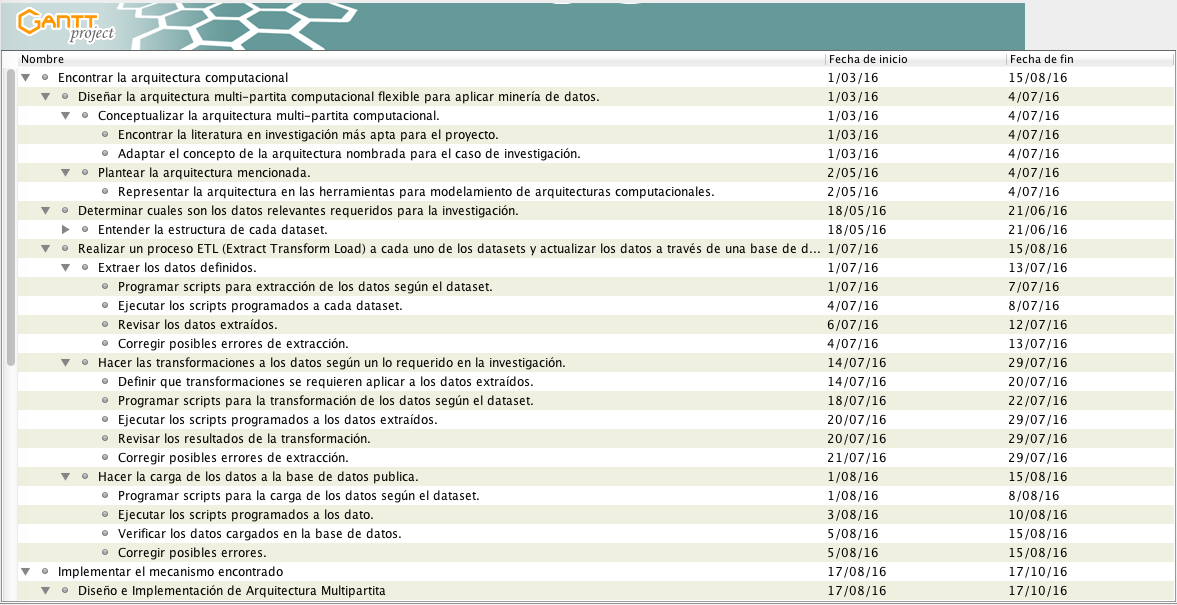 GANTT
project
Nombre Fecha de inicio Fecha de fin
Encontrar la arquitectura computacional 1/03/16 15/08/16
Diseñar la arquitectura multi-partita computacional flexible para aplicar minería de datos. 1/03/16 4/07/16
Conceptualizar la arquitectura multi-partita computacional. 1/03/16 4/07/16
Encontrar la literatura en investigación más apta para el proyecto. 1/03/16 4/07/16
Adaptar el concepto de la arquitectura nombrada para el caso de investigación. 1/03/16 4/07/16
Plantear la arquitectura mencionada. 2/05/16 4/07/16
Representar la arquitectura en las herramientas para modelamiento de arquitecturas computacionales. 2/05/16 4/07/16
Determinar cuales son los datos relevantes requeridos para la investigación. 18/05/16 21/06/16
Entender la estructura de cada dataset. 18/05/16 21/06/16
Realizar un proceso ETL (Extract Transform Load) a cada uno de los datasets y actualizar los datos a través de una base de d... 1/07/16 15/08/16
Extraer los datos definidos. 1/07/16 13/07/16
Programar scripts para extracción de los datos según el dataset. 1/07/16 7/07/16
Ejecutar los scripts programados a cada dataset. 4/07/16 8/07/16
Revisar los datos extraídos. 6/07/16 12/07/16
Corregir posibles errores de extracción. 4/07/16 13/07/16
Hacer las transformaciones a los datos según un lo requerido en la investigación. 14/07/16 29/07/16
Definir que transformaciones se requieren aplicar a los datos extraídos. 14/07/16 20/07/16
Programar scripts para la transformación de los datos según el dataset. 18/07/16 22/07/16
Ejecutar los scripts programados a los datos extraídos. 20/07/16 29/07/16
Revisar los resultados de la transformación. 20/07/16 29/07/16
Corregir posibles errores de extracción. 21/07/16 29/07/16
Hacer la carga de los datos a la base de datos publica. 1/08/16 15/08/16
Programar scripts para la carga de los datos según el dataset. 1/08/16 8/08/16
Ejecutar los scripts programados a los dato. 3/08/16 10/08/16
Verificar los datos cargados en la base de datos. 5/08/16 15/08/16
Corregir posibles errores. 5/08/16 15/08/16
Implementar el mecanismo encontrado 17/08/16 17/10/16
Diseño e Implementación de Arquitectura Multipartita 17/08/16 17/10/16